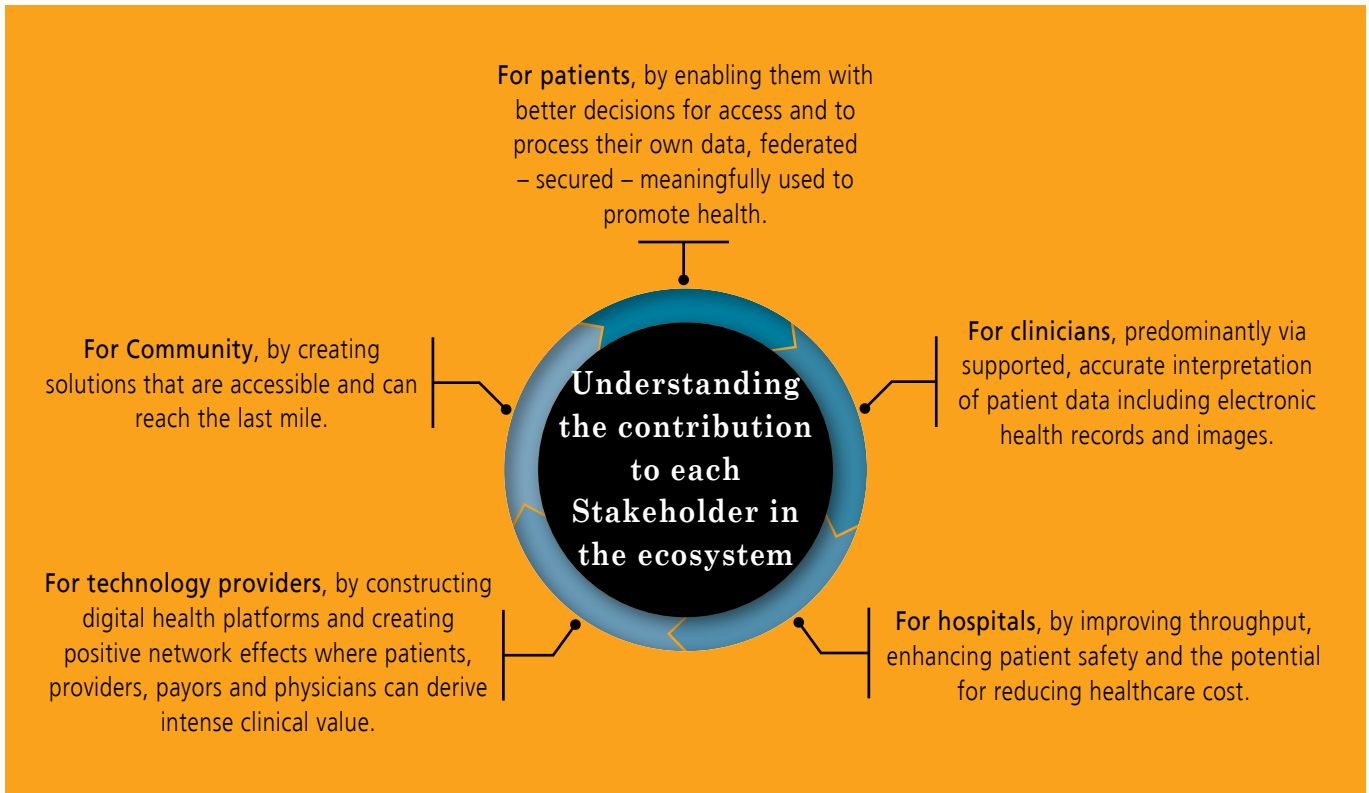 For patients, by enabling them with
better decisions for access and to
process their own data, federated
– secured – meaningfully used to
promote health.
For clinicians, predominantly via
supported, accurate interpretation
of patient data including electronic
health records and images.
For hospitals, by improving throughput,
enhancing patient safety and the potential
for reducing healthcare cost.
For technology providers, by constructing
digital health platforms and creating
positive network effects where patients,
providers, payors and physicians can derive
intense clinical value.
For Community, by creating
solutions that are accessible and can
reach the last mile.
Understanding
the contribution
to each
Stakeholder in
the ecosystem